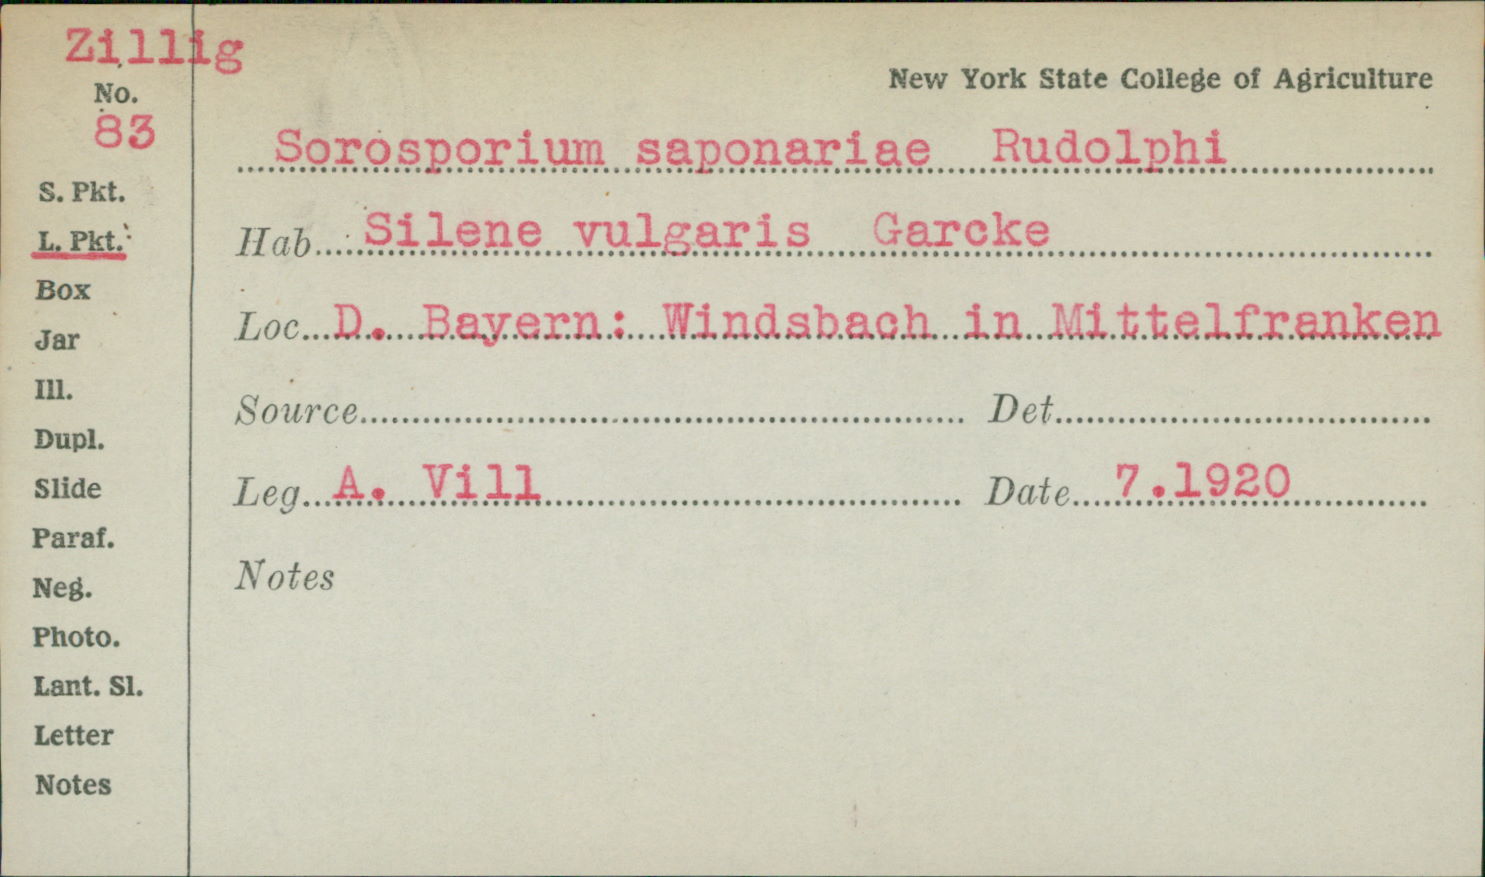 Zillig
No.
83
New York State College of Agriculture
Sorosporium saponariae Rudolphi
Hab. Silene vulgaris Garcke
Loc. D. Bayern: Windsbach in Mittelfranken
Source Det.
Leg. A. Vill Date 7.1920
Notes
S. Pkt.
L. Pkt.
Box
Jar
Ill.
Dupl.
Slide
Paraf.
Neg.
Photo.
Lant. Sl.
Letter
Notes